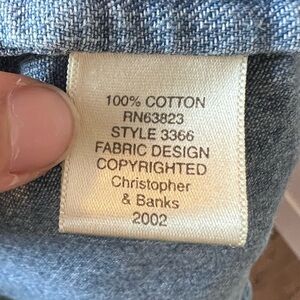 100% COTTON
RN63823
STYLE 3366
FABRIC DESIGN
COPYRIGHTED
Christopher
& Banks
2002